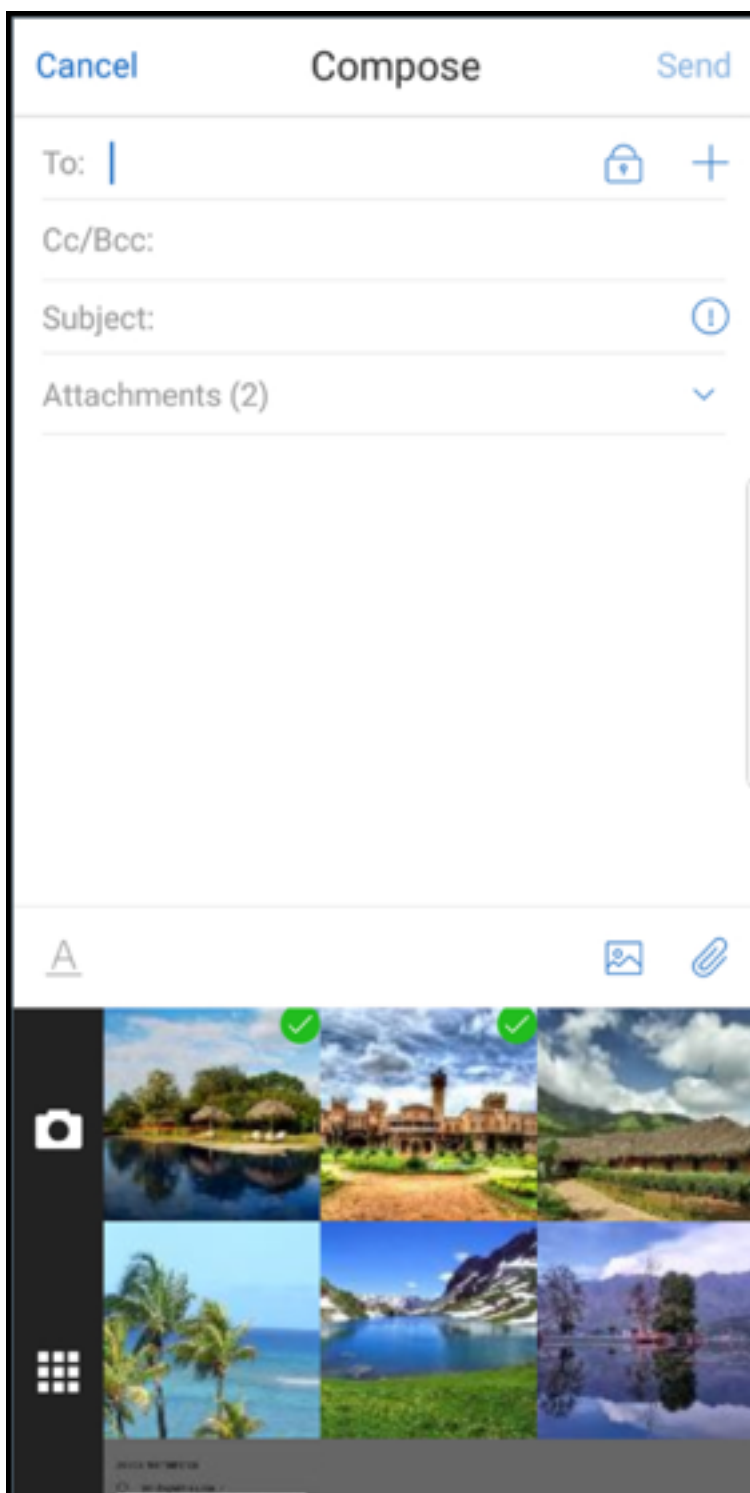 Cancel Compose Send
To:
Cc/Bcc:
Subject:
Attachments (2)
A